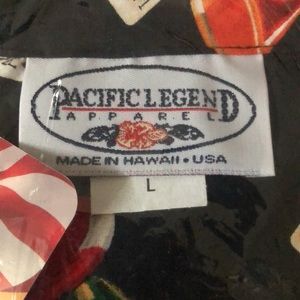 PACIFIC LEGEND
APPAREL
MADE IN HAWAII • USA
L